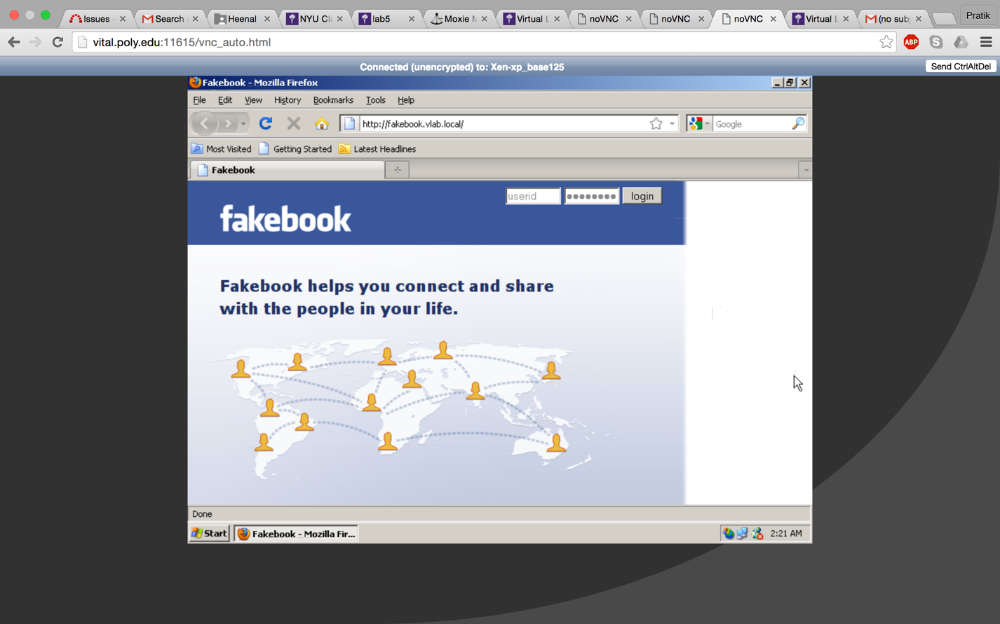 Issues
Search
Heenal
NYU Cl
lab5
Moxie M
Virtual L
noVNC
noVNC
noVNC
Virtual L
(no subj
Pratik
vital.poly.edu:11615/vnc_auto.html
ABP
Connected (unencrypted) to: Xen-xp_base125
Send CtrlAltDel
Fakebook - Mozilla Firefox
File Edit View History Bookmarks Tools Help
http://fakebook.vlab.local/
Google
Most Visited Getting Started Latest Headlines
Fakebook
userid
login
fakebook
Fakebook helps you connect and share
with the people in your life.
Done
Start
Fakebook - Mozilla Fir...
2:21 AM